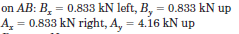 on AB: Bx = 0.833 kN left, By = 0.833 kN up
Ax = 0.833 kN right, Ay = 4.16 kN up